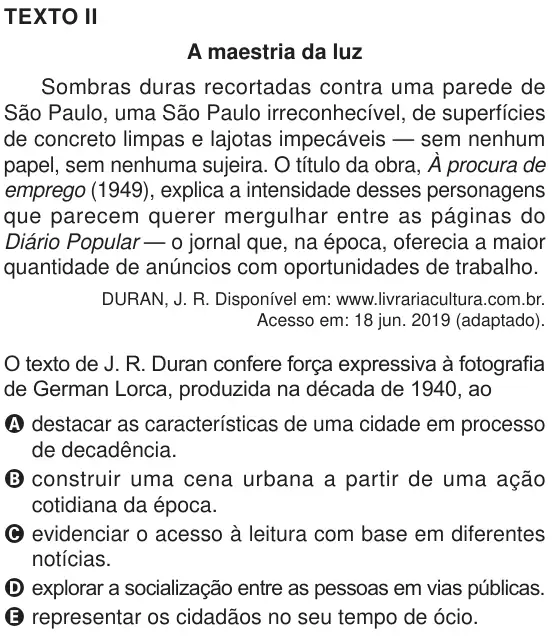 TEXTO II
A maestria da luz
Sombras duras recortadas contra uma parede de
São Paulo, uma São Paulo irreconhecível, de superfícies
de concreto limpas e lajotas impecáveis — sem nenhum
papel, sem nenhuma sujeira. O título da obra, À procura de
emprego (1949), explica a intensidade desses personagens
que parecem querer mergulhar entre as páginas do
Diário Popular — o jornal que, na época, oferecia a maior
quantidade de anúncios com oportunidades de trabalho.
DURAN, J. R. Disponível em: www.livrariacultura.com.br.
Acesso em: 18 jun. 2019 (adaptado).
O texto de J. R. Duran confere força expressiva à fotografia
de German Lorca, produzida na década de 1940, ao
A destacar as características de uma cidade em processo
de decadência.
B construir uma cena urbana a partir de uma ação
cotidiana da época.
C evidenciar o acesso à leitura com base em diferentes
notícias.
D explorar a socialização entre as pessoas em vias públicas.
E representar os cidadãos no seu tempo de ócio.